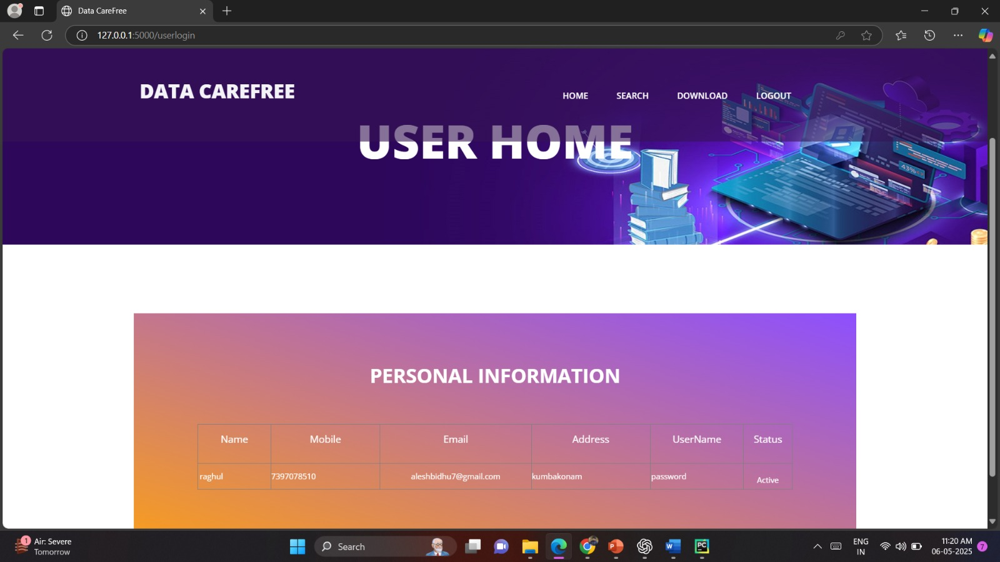 Data CareFree
127.0.0.1:5000/userlogin
DATA CAREFREE
HOME SEARCH DOWNLOAD LOGOUT
USER HOME
43%
PERSONAL INFORMATION
Name Mobile Email Address UserName Status
raghul 7397078510 aleshbidhu7@gmail.com kumbakonam password Active
1 Air: Severe
Tomorrow
Search
ENG
IN
11:20 AM
06-05-2025
7